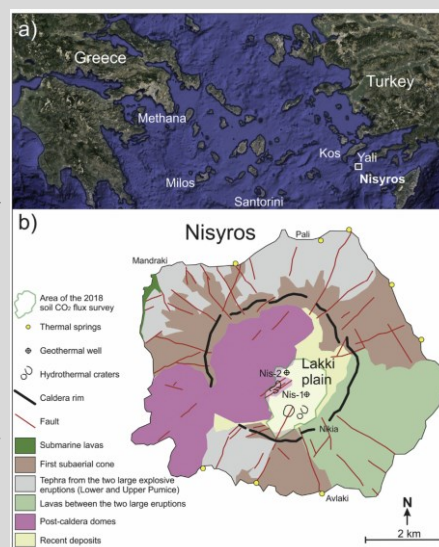 a)
Greece
Turkey
Methana
Kos
Yali
Milos
Nisyros
Santorini
b)
Nisyros
Pali
Mandraki
Area of the 2018
soil CO₂ flux survey
Thermal springs
Geothermal well
Hydrothermal craters
Caldera rim
Fault
Submarine lavas
First subaerial cone
Tephra from the two large explosive
eruptions (Lower and Upper Pumice)
Lavas between the two large eruptions
Post-caldera domes
Recent deposits
Nis-2
Lakki
plain
Nis-1
Nikia
Avlaki
N
2 km